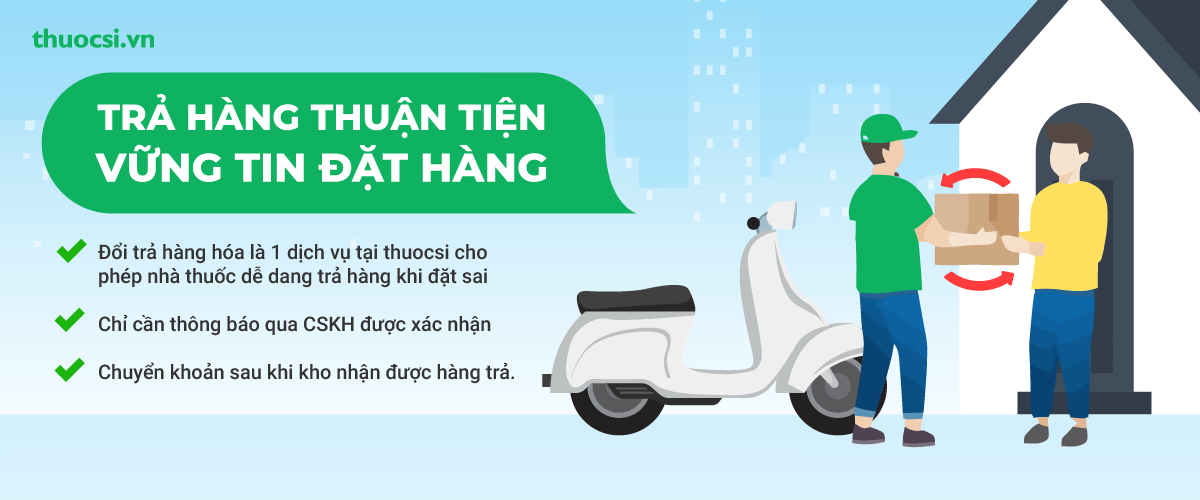 thuocsi.vn
TRẢ HÀNG THUẬN TIỆN
VỮNG TIN ĐẶT HÀNG
Đổi trả hàng hóa là 1 dịch vụ tại thuocsi cho
phép nhà thuốc dễ dang trả hàng khi đặt sai
Chỉ cần thông báo qua CSKH được xác nhận
Chuyển khoản sau khi kho nhận được hàng trả.